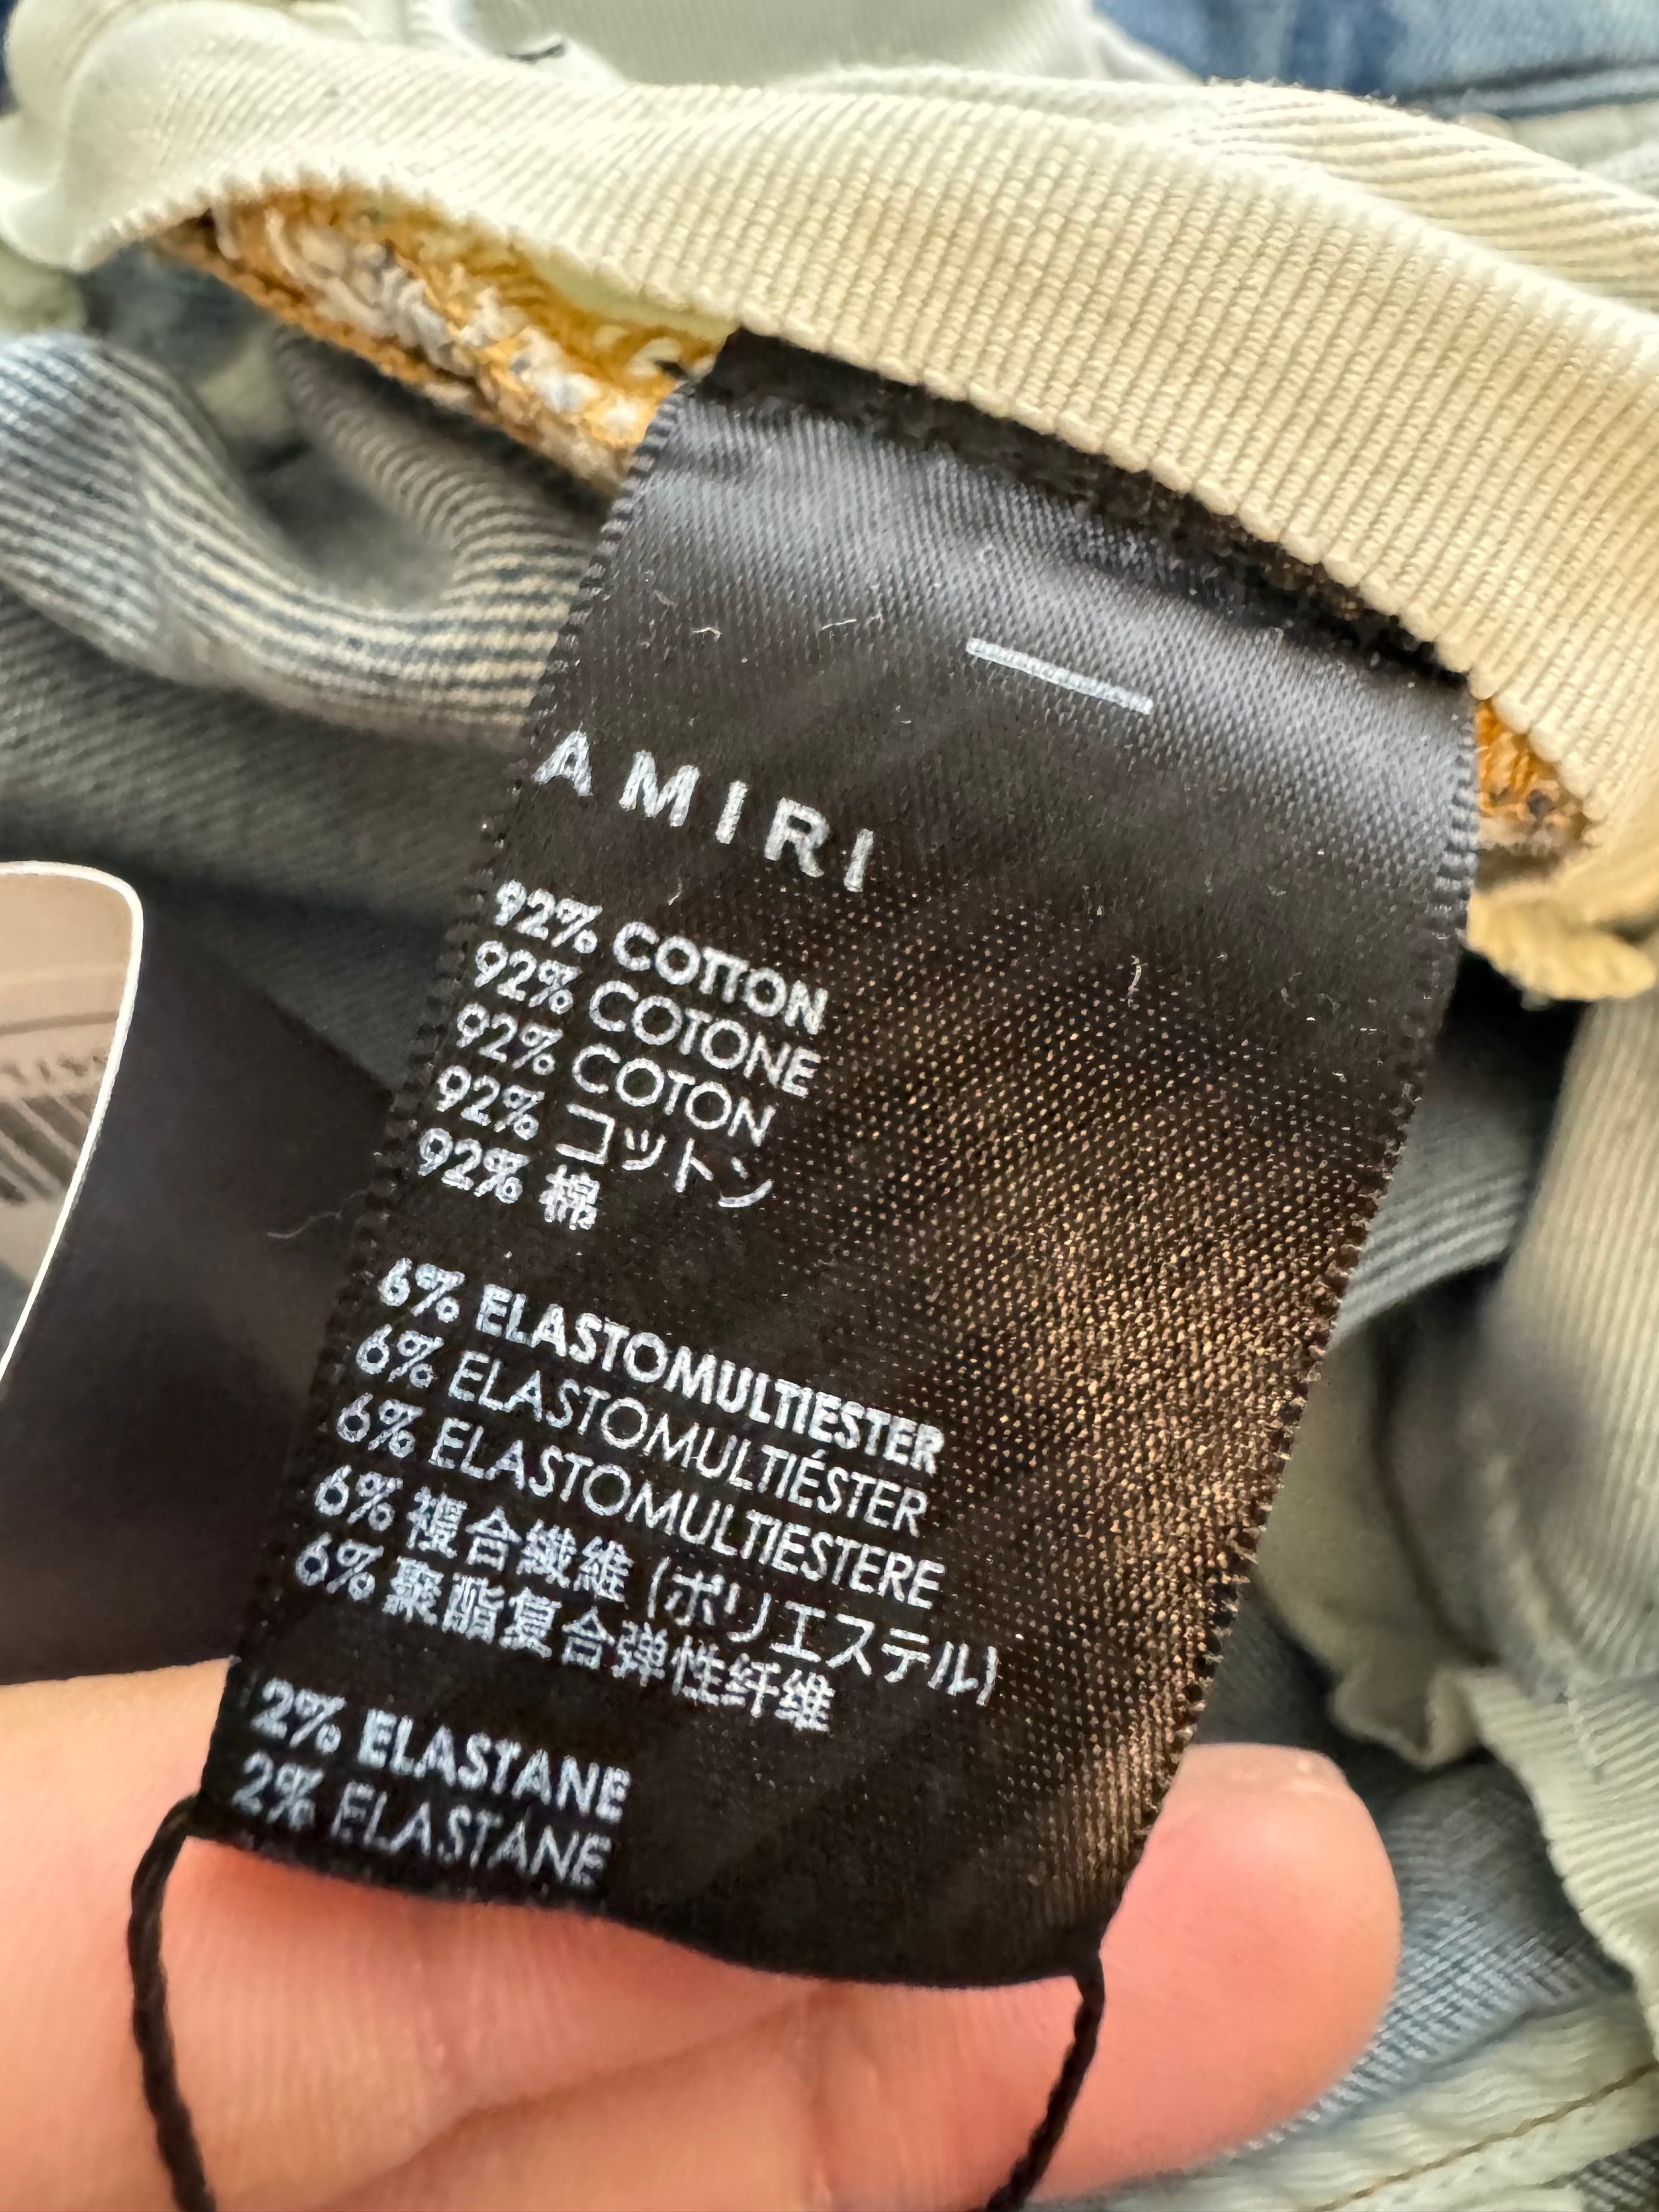 AMIRI
92% COTTON
92% COTONE
92% COTON
92% コットン
92% 棉
6% ELASTOMULTIESTER
6% ELASTOMULTIÉSTER
6% ELASTOMULTIESTERE
6% 複合繊維 (ポリエステル)
6% 聚酯复合弹性纤维
2% ELASTANE
2% ELASTANE